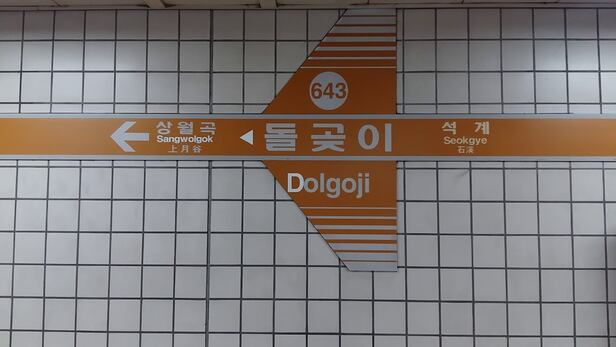 643
상월곡
Sangwolgok
上月谷
돌곶이
Dolgoji
석계
Seokgye
石溪